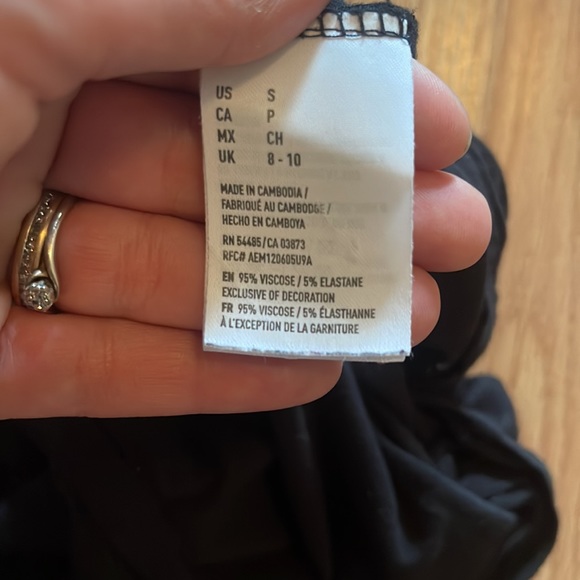 US S
CA P
MX CH
UK 8 - 10
MADE IN CAMBODIA /
FABRIQUÉ AU CAMBODGE /
HECHO EN CAMBOYA
RN 54485/CA 03873
RFC# AEM120605U9A
EN 95% VISCOSE / 5% ELASTANE
EXCLUSIVE OF DECORATION
FR 95% VISCOSE / 5% ÉLASTHANNE
À L'EXCEPTION DE LA GARNITURE